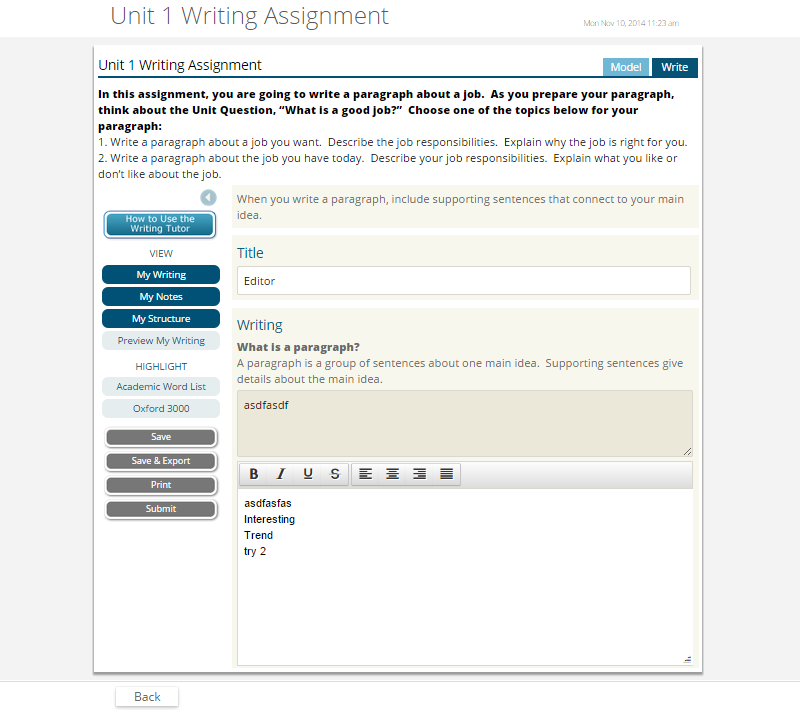 Unit 1 Writing Assignment
Mon Nov 10, 2014 11:23 am
Unit 1 Writing Assignment
Model
Write
In this assignment, you are going to write a paragraph about a job. As you prepare your paragraph,
think about the Unit Question, “What is a good job?” Choose one of the topics below for your
paragraph:
1. Write a paragraph about a job you want. Describe the job responsibilities. Explain why the job is right for you.
2. Write a paragraph about the job you have today. Describe your job responsibilities. Explain what you like or
don't like about the job.
How to Use the
Writing Tutor
VIEW
My Writing
My Notes
My Structure
Preview My Writing
HIGHLIGHT
Academic Word List
Oxford 3000
Save
Save & Export
Print
Submit
When you write a paragraph, include supporting sentences that connect to your main
idea.
Title
Editor
Writing
What is a paragraph?
A paragraph is a group of sentences about one main idea. Supporting sentences give
details about the main idea.
asdfasdf
B I U S
asdfasfas
Interesting
Trend
try 2
Back